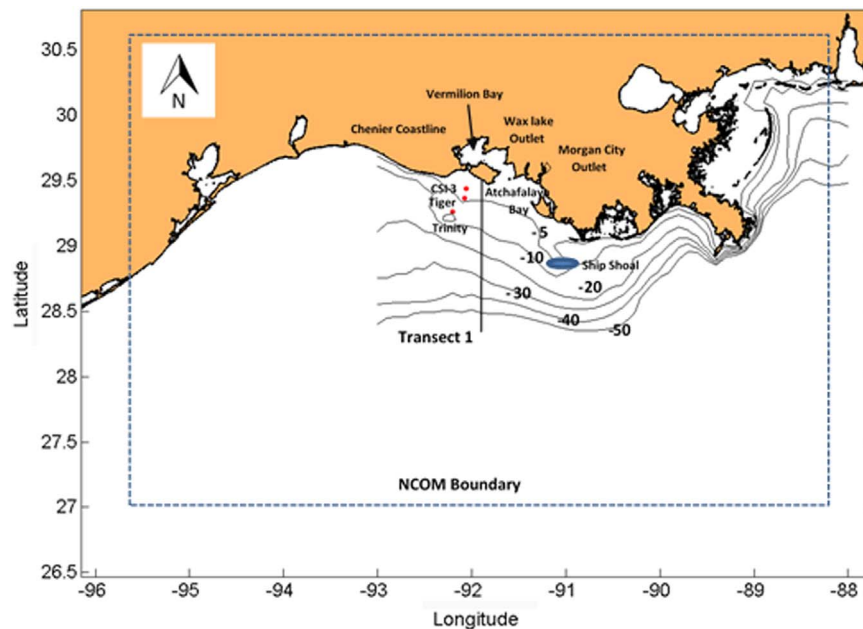 30.5
30
29.5
29
28.5
28
27
26.5
Latitude
N
Vermilion Bay
Chenier Coastline
Wax lake
Outlet
Morgan City
Outlet
CSI-3
Tiger
Trinity
Atchafalaya
Bay
-5
-10
Ship Shoal
-20
-30
-40
-50
Transect 1
NCOM Boundary
-96
-95
-94
-93
-92
-91
-90
-89
-88
Longitude